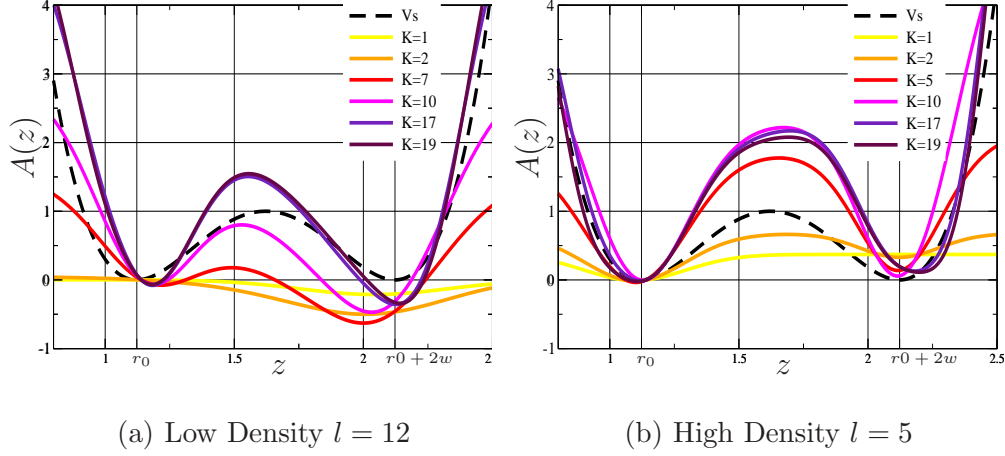 4
3
2
1
0
-1
A(z)
Vs
K=1
K=2
K=7
K=10
K=17
K=19
1
r0
1.5
z
2
r0 + 2w
2.
4
3
2
1
0
-1
A(z)
Vs
K=1
K=2
K=5
K=10
K=17
K=19
1
r0
1.5
z
2
r0 + 2w
2.5
(a) Low Density l = 12
(b) High Density l = 5